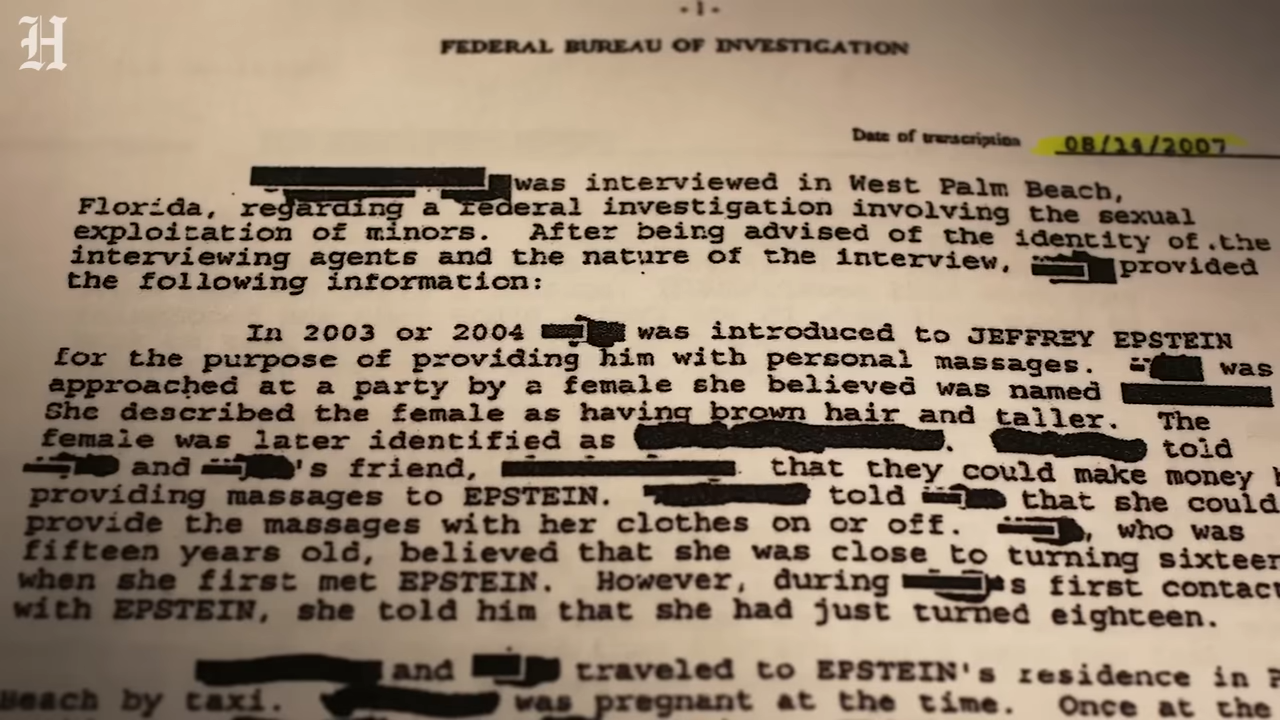 H
- 1 -
FEDERAL BUREAU OF INVESTIGATION
Date of transcription 08/14/2007
was interviewed in West Palm Beach,
Florida, regarding a federal investigation involving the sexual
exploitation of minors. After being advised of the identity of the
interviewing agents and the nature of the interview, provided
the following information:
In 2003 or 2004 was introduced to JEFFREY EPSTEIN
for the purpose of providing him with personal massages. was
approached at a party by a female she believed was named
She described the female as having brown hair and taller. The
female was later identified as . told
and 's friend, that they could make money
providing massages to EPSTEIN. told that she could
provide the massages with her clothes on or off. , who was
fifteen years old, believed that she was close to turning sixteen
when she first met EPSTEIN. However, during 's first contact
with EPSTEIN, she told him that she had just turned eighteen.
and traveled to EPSTEIN's residence in
Beach by taxi. was pregnant at the time. Once at the